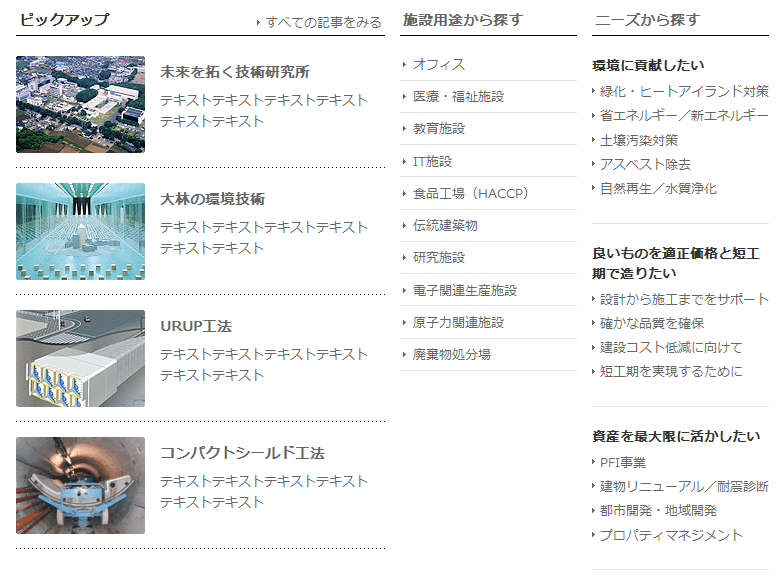 ピックアップ
すべての記事をみる
未来を拓く技術研究所
テキストテキストテキストテキスト
テキストテキスト
大林の環境技術
テキストテキストテキストテキスト
テキストテキスト
URUP工法
テキストテキストテキストテキスト
テキストテキスト
コンパクトシールド工法
テキストテキストテキストテキスト
テキストテキスト
施設用途から探す
オフィス
医療・福祉施設
教育施設
IT施設
食品工場（HACCP）
伝統建築物
研究施設
電子関連生産施設
原子力関連施設
廃棄物処分場
ニーズから探す
環境に貢献したい
緑化・ヒートアイランド対策
省エネルギー／新エネルギー
土壌汚染対策
アスベスト除去
自然再生／水質浄化
良いものを適正価格と短工
期で造りたい
設計から施工までをサポート
確かな品質を確保
建設コスト低減に向けて
短工期を実現するために
資産を最大限に活かしたい
PFI事業
建物リニューアル／耐震診断
都市開発・地域開発
プロパティマネジメント